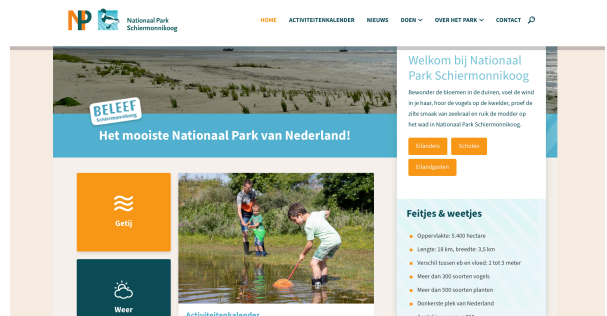 NP
Nationaal Park
Schiermonnikoog
HOME
ACTIVITEITENKALENDER
NIEUWS
DOEN
OVER HET PARK
CONTACT
BELEEF
Schiermonnikoog
Het mooiste Nationaal Park van Nederland!
Welkom bij Nationaal
Park Schiermonnikoog
Bewonder de bloemen in de duinen, voel de wind
in je haar, hoor de vogels op de kwelder, proef de
zilte smaak van zeekraal en ruik de modder op
het wad in Nationaal Park Schiermonnikoog.
Eilanders
Scholen
Eilandgasten
Getij
Weer
Activiteitenkalender
Feitjes & weetjes
Oppervlakte: 5.400 hectare
Lengte: 18 km, breedte: 3,5 km
Verschil tussen eb en vloed: 2 tot 3 meter
Meer dan 300 soorten vogels
Meer dan 500 soorten planten
Donkerste plek van Nederland